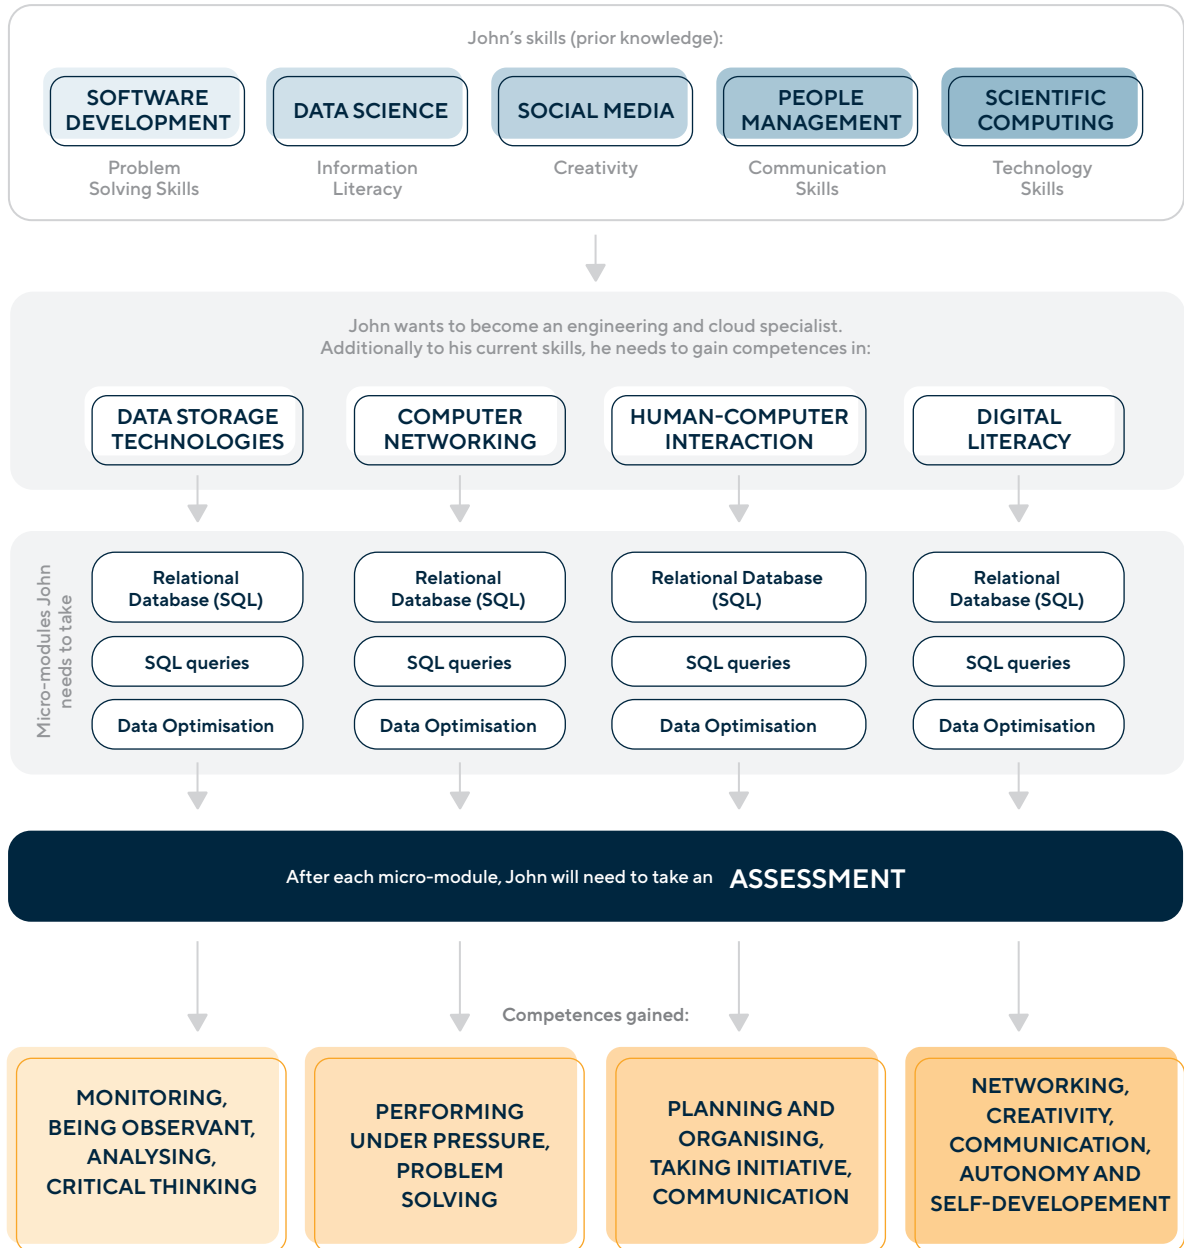 John's skills (prior knowledge):
SOFTWARE
DEVELOPMENT
Problem
Solving Skills
DATA SCIENCE
Information
Literacy
SOCIAL MEDIA
Creativity
PEOPLE
MANAGEMENT
Communication
Skills
SCIENTIFIC
COMPUTING
Technology
Skills
John wants to become an engineering and cloud specialist.
Additionally to his current skills, he needs to gain competences in:
DATA STORAGE
TECHNOLOGIES
COMPUTER
NETWORKING
HUMAN-COMPUTER
INTERACTION
DIGITAL
LITERACY
Micro-modules John
needs to take
Relational
Database (SQL)
SQL queries
Data Optimisation
Relational
Database (SQL)
SQL queries
Data Optimisation
Relational Database
(SQL)
SQL queries
Data Optimisation
Relational
Database (SQL)
SQL queries
Data Optimisation
After each micro-module, John will need to take an ASSESSMENT
Competences gained:
MONITORING,
BEING OBSERVANT,
ANALYSING,
CRITICAL THINKING
PERFORMING
UNDER PRESSURE,
PROBLEM
SOLVING
PLANNING AND
ORGANISING,
TAKING INITIATIVE,
COMMUNICATION
NETWORKING,
CREATIVITY,
COMMUNICATION,
AUTONOMY AND
SELF-DEVELOPEMENT